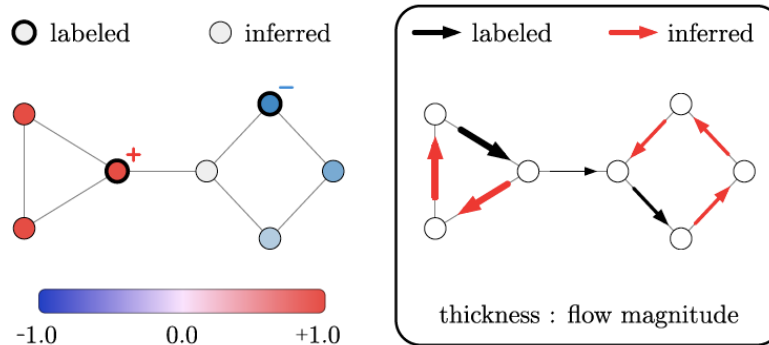 labeled inferred
+
−
-1.0 0.0 +1.0
labeled inferred
thickness : flow magnitude